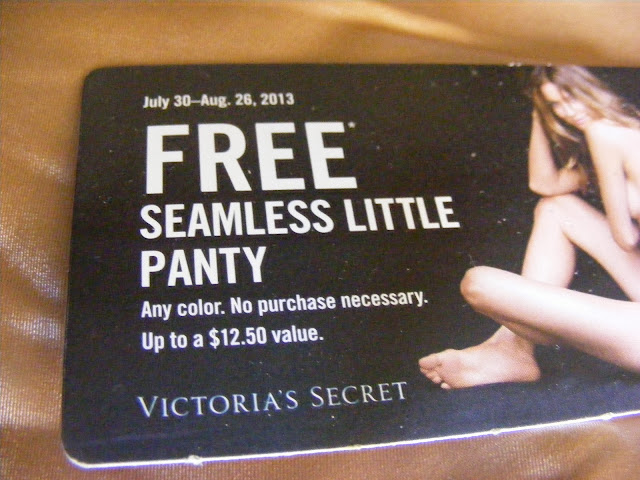 July 30–Aug. 26, 2013
FREE*
SEAMLESS LITTLE
PANTY
Any color. No purchase necessary.
Up to a $12.50 value.
VICTORIA'S SECRET